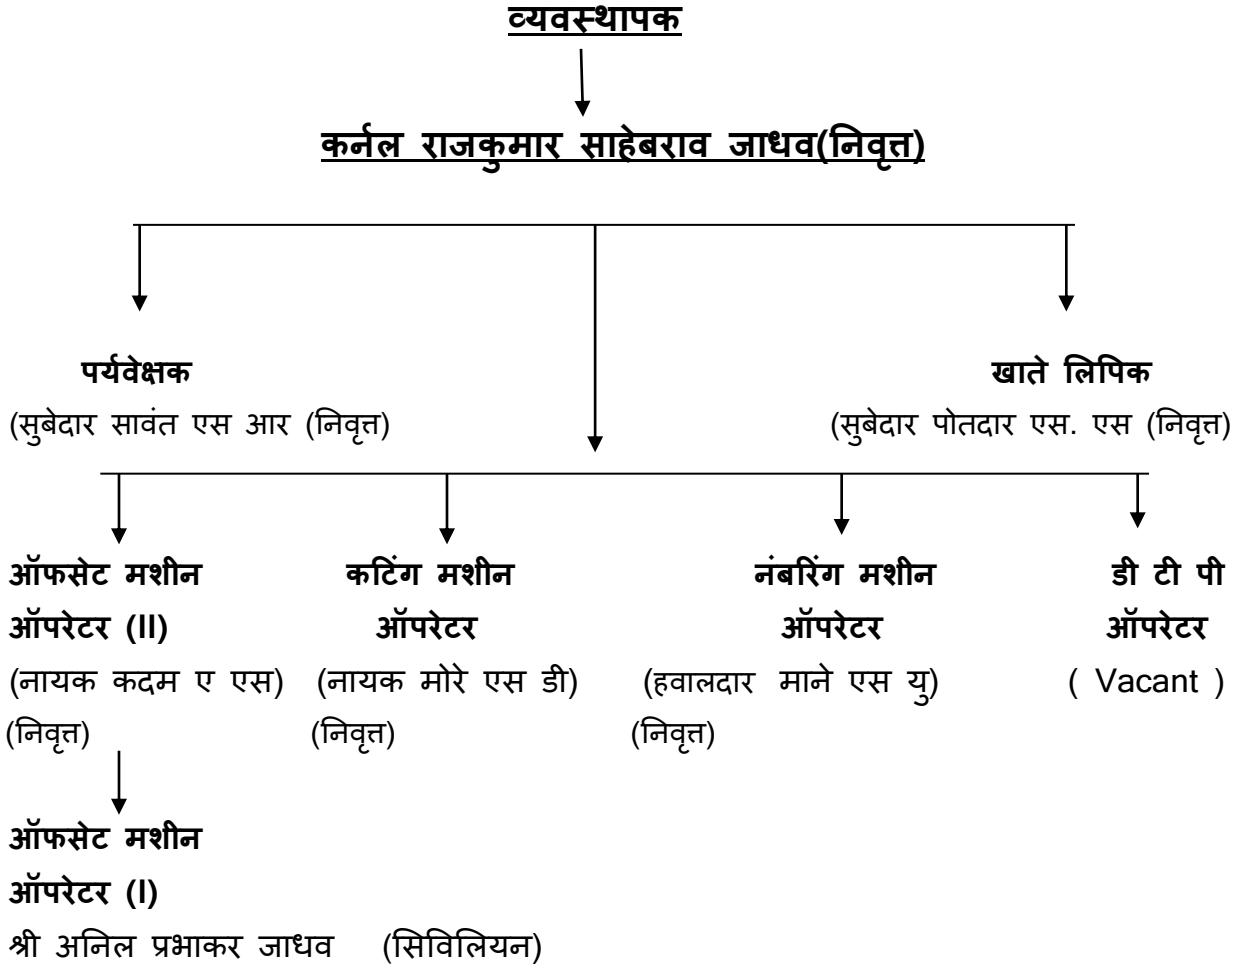 व्यवस्थापक
कर्नल राजकुमार साहेबराव जाधव(निवृत्त)
पर्यवेक्षक
(सुबेदार सावंत एस आर (निवृत्त)
खाते लिपिक
(सुबेदार पोतदार एस. एस (निवृत्त)
ऑफसेट मशीन
ऑपरेटर (II)
(नायक कदम ए एस)
(निवृत्त)
कटिंग मशीन
ऑपरेटर
(नायक मोरे एस डी)
(निवृत्त)
नंबरिंग मशीन
ऑपरेटर
(हवालदार माने एस यु)
(निवृत्त)
डी टी पी
ऑपरेटर
( Vacant )
ऑफसेट मशीन
ऑपरेटर (I)
श्री अनिल प्रभाकर जाधव (सिविलियन)